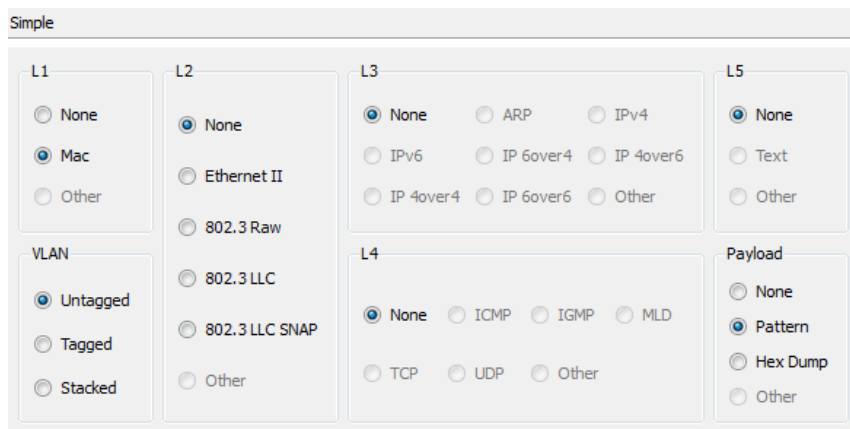 Simple
L1
None
Mac
Other
VLAN
Untagged
Tagged
Stacked
L2
None
Ethernet II
802.3 Raw
802.3 LLC
802.3 LLC SNAP
Other
L3
None ARP IPv4
IPv6 IP 6over4 IP 4over6
IP 4over4 IP 6over6 Other
L4
None ICMP IGMP MLD
TCP UDP Other
L5
None
Text
Other
Payload
None
Pattern
Hex Dump
Other